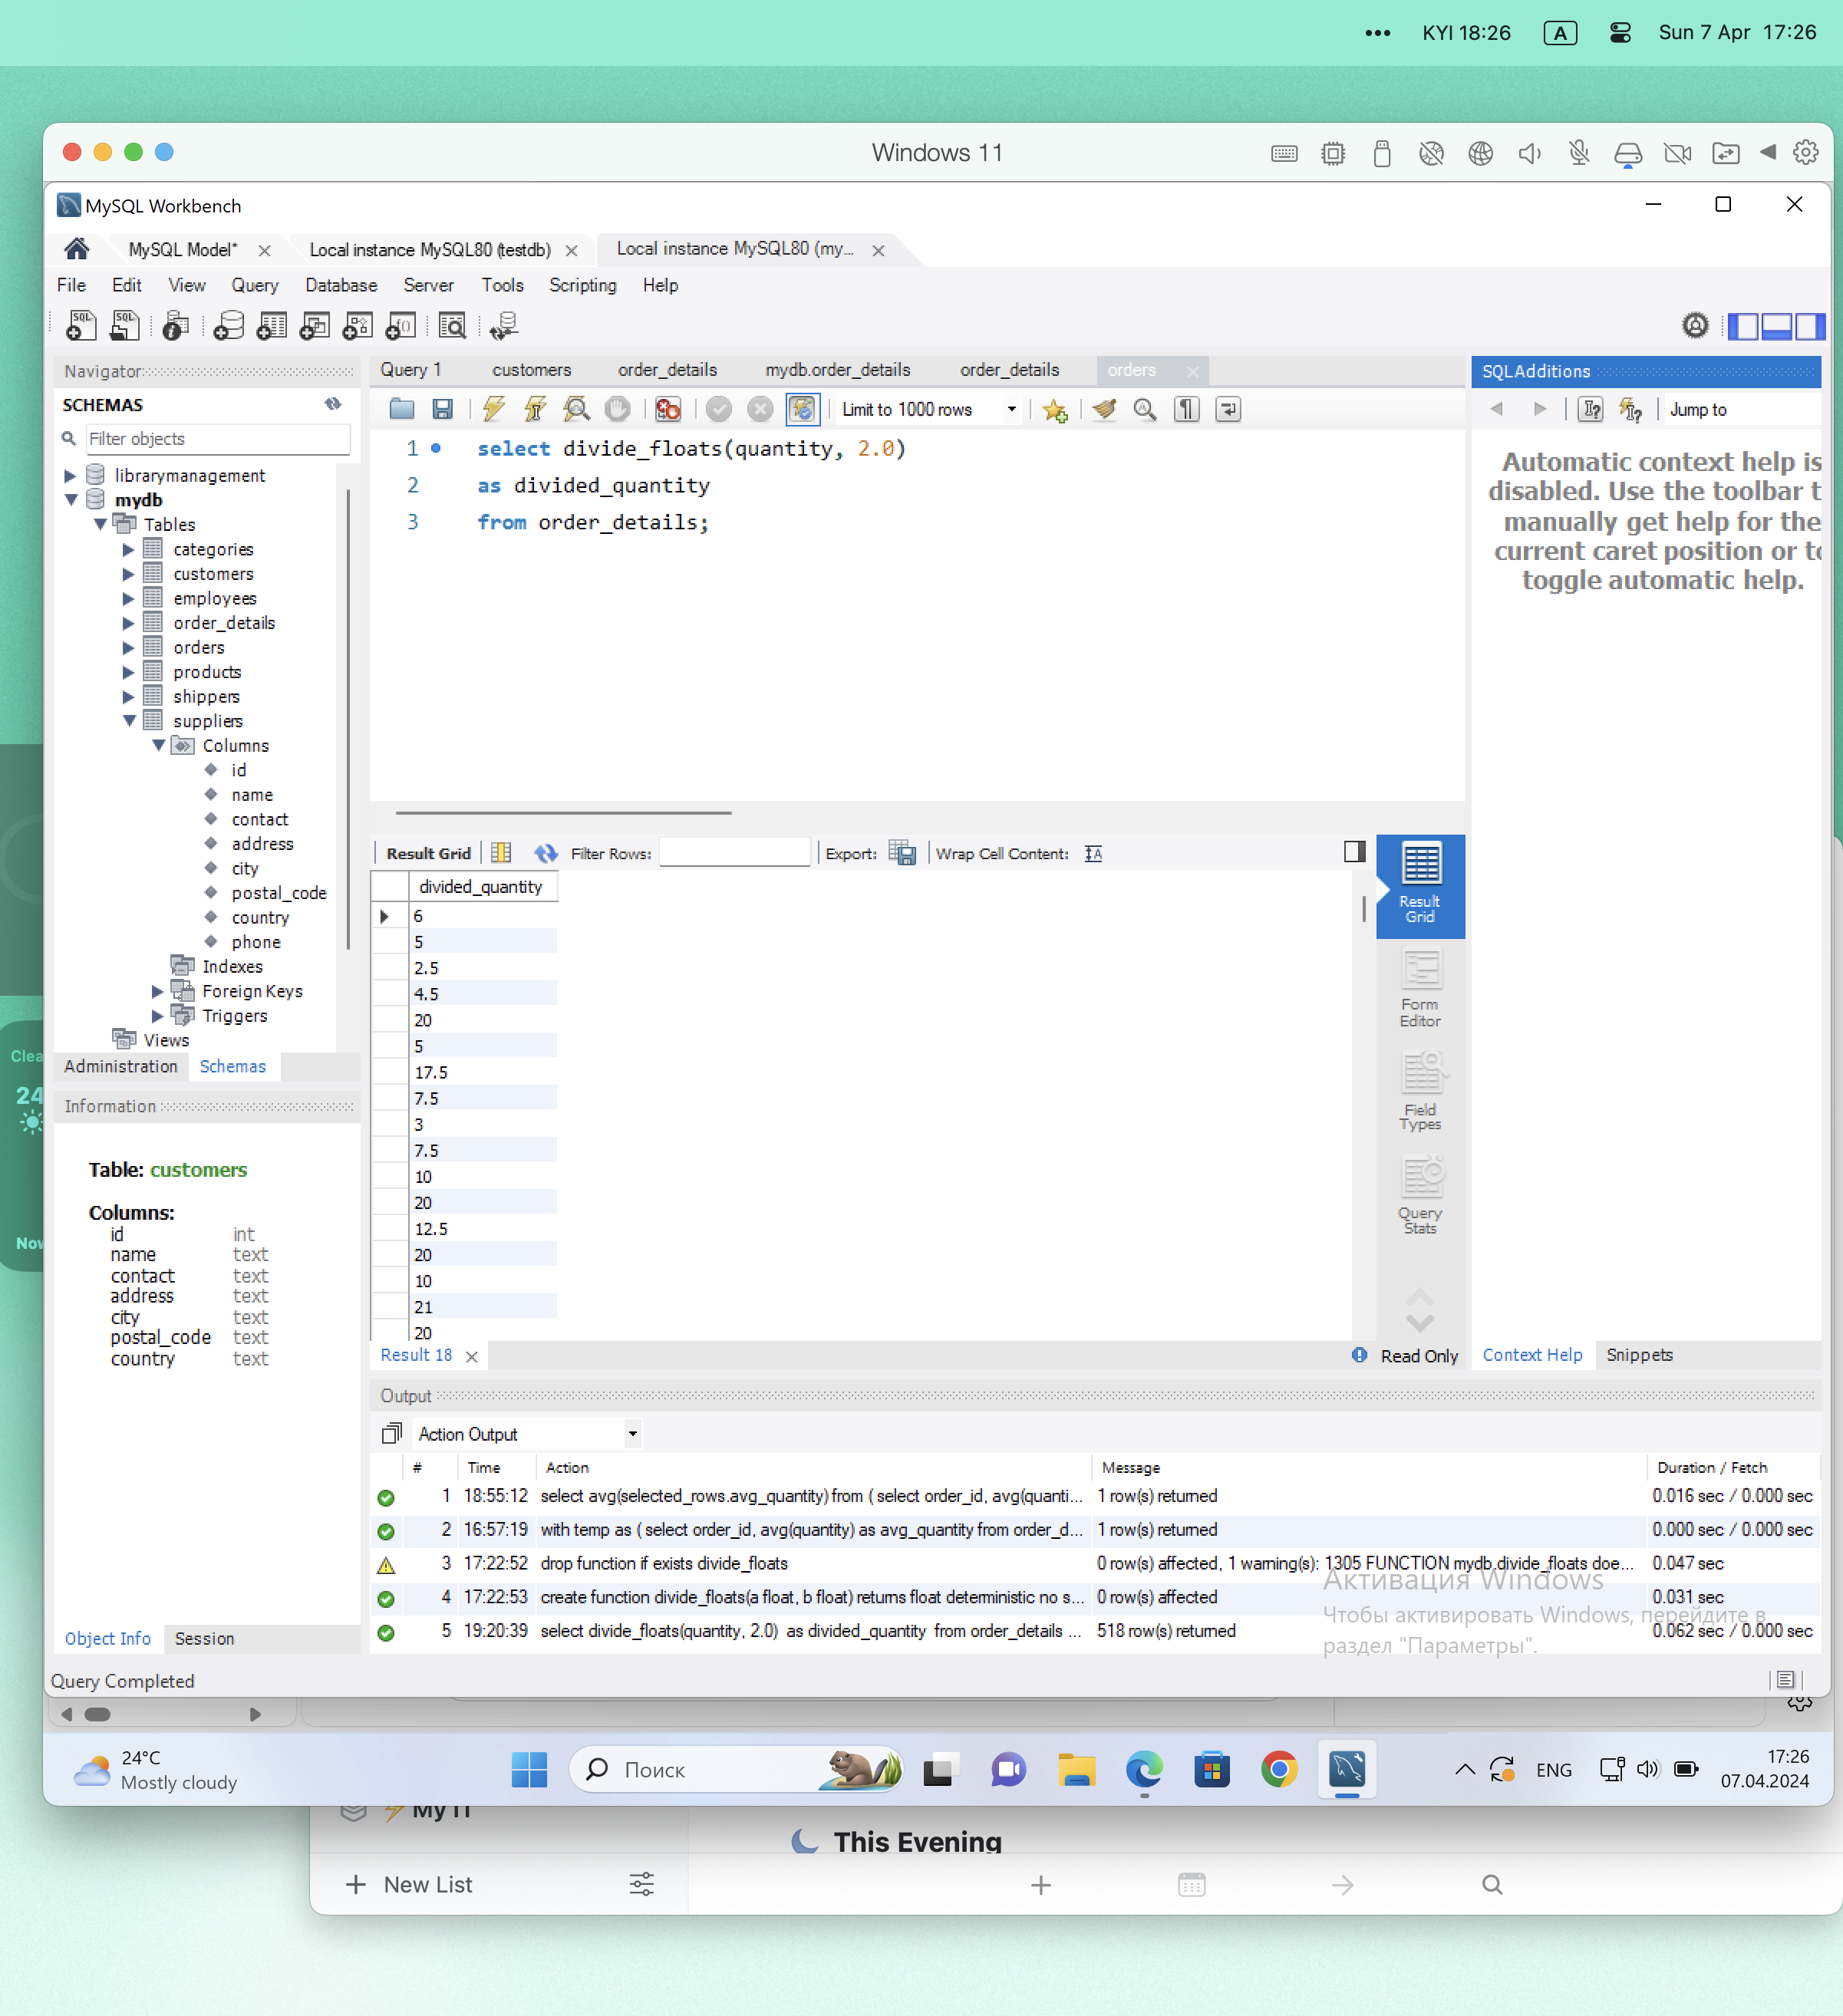 KYI 18:26 A Sun 7 Apr 17:26
Windows 11
MySQL Workbench
MySQL Model* Local instance MySQL80 (testdb) Local instance MySQL80 (my...
File Edit View Query Database Server Tools Scripting Help
Navigator
SCHEMAS
Filter objects
librarymanagement
mydb
Tables
categories
customers
employees
order_details
orders
products
shippers
suppliers
Columns
id
name
contact
address
city
postal_code
country
phone
Indexes
Foreign Keys
Triggers
Views
Administration Schemas
Information
Table: customers
Columns:
id int
name text
contact text
address text
city text
postal_code text
country text
Object Info Session
Query 1 customers order_details mydb.order_details order_details orders
Limit to 1000 rows
1 select divide_floats(quantity, 2.0)
2 as divided_quantity
3 from order_details;
Result Grid Filter Rows: Export: Wrap Cell Content:
divided_quantity
6
5
2.5
4.5
20
5
17.5
7.5
3
7.5
10
20
12.5
20
10
21
20
Result Grid
Form Editor
Field Types
Query Stats
Result 18 Read Only
SQLAdditions
Jump to
Automatic context help is
disabled. Use the toolbar t
manually get help for the
current caret position or to
toggle automatic help.
Context Help Snippets
Output
Action Output
# Time Action Message Duration / Fetch
1 18:55:12 select avg(selected_rows.avg_quantity) from ( select order_id, avg(quanti... 1 row(s) returned 0.016 sec / 0.000 sec
2 16:57:19 with temp as ( select order_id, avg(quantity) as avg_quantity from order_d... 1 row(s) returned 0.000 sec / 0.000 sec
3 17:22:52 drop function if exists divide_floats 0 row(s) affected, 1 warning(s): 1305 FUNCTION mydb.divide_floats doe... 0.047 sec
4 17:22:53 create function divide_floats(a float, b float) returns float deterministic no s... 0 row(s) affected 0.031 sec
5 19:20:39 select divide_floats(quantity, 2.0) as divided_quantity from order_details ... 518 row(s) returned 0.062 sec / 0.000 sec
Активация Windows
Чтобы активировать Windows, перейдите в
раздел "Параметры".
Query Completed
Clea
24
Now
24°C
Mostly cloudy
Поиск
ENG
17:26
07.04.2024
My IT
This Evening
New List